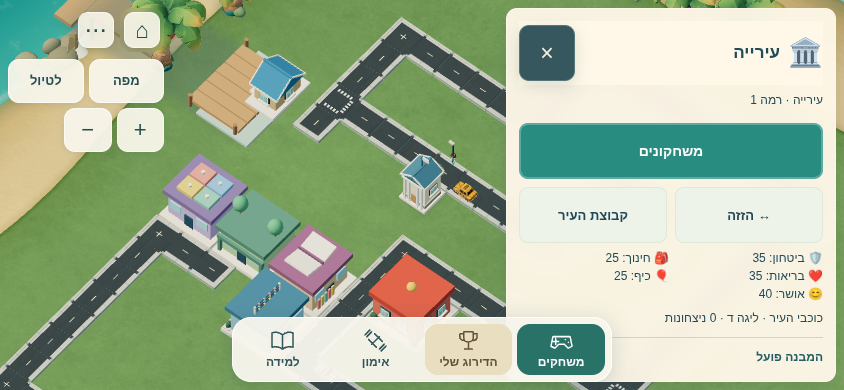 עירייה
עירייה · רמה 1
משחקונים
↔ הזזה
קבוצת העיר
ביטחון: 35
חינוך: 25
בריאות: 35
כיף: 25
אושר: 40
כוכבי העיר · ליגה ד · 0 ניצחונות
המבנה פועל
מפה
לטיול
+
−
משחקים
הדירוג שלי
אימון
למידה